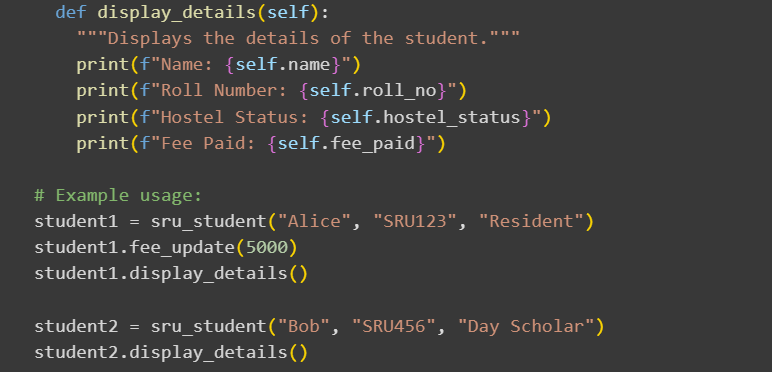 def display_details(self):
"""Displays the details of the student."""
print(f"Name: {self.name}")
print(f"Roll Number: {self.roll_no}")
print(f"Hostel Status: {self.hostel_status}")
print(f"Fee Paid: {self.fee_paid}")
# Example usage:
student1 = sru_student("Alice", "SRU123", "Resident")
student1.fee_update(5000)
student1.display_details()
student2 = sru_student("Bob", "SRU456", "Day Scholar")
student2.display_details()